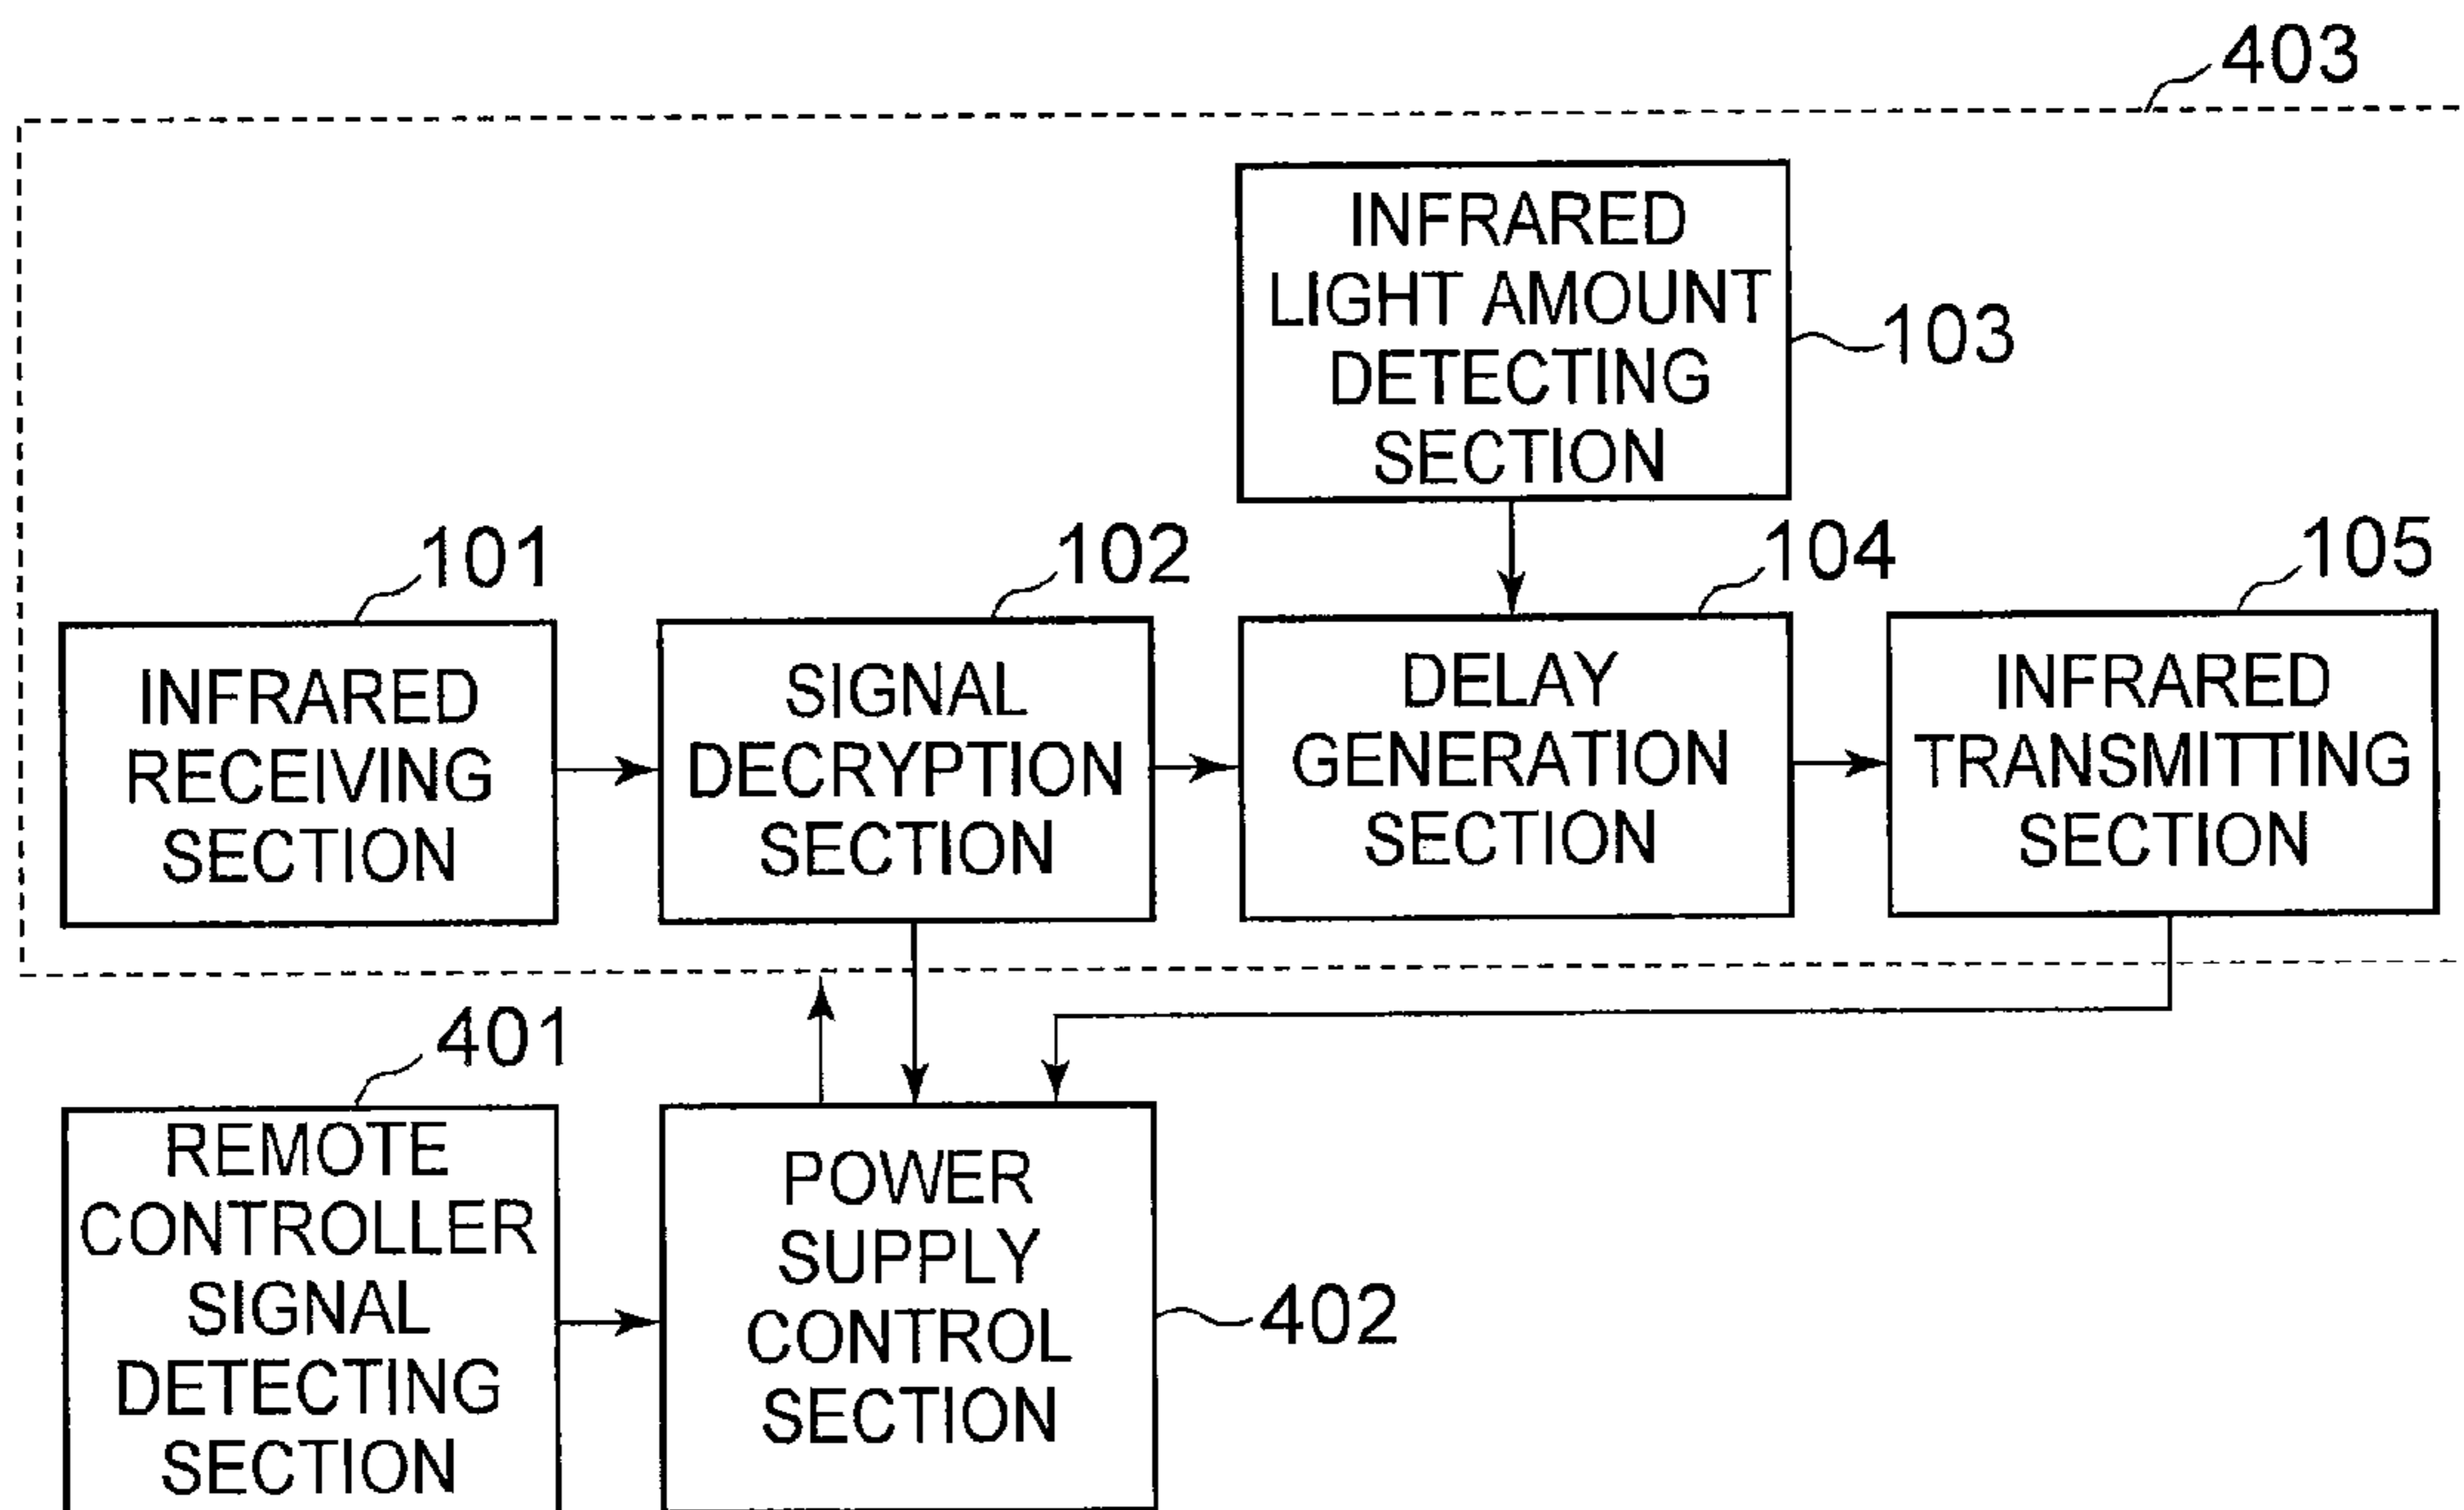 403
INFRARED
LIGHT AMOUNT
DETECTING
SECTION
103
101
102
104
105
INFRARED
RECEIVING
SECTION
SIGNAL
DECRYPTION
SECTION
DELAY
GENERATION
SECTION
INFRARED
TRANSMITTING
SECTION
401
REMOTE
CONTROLLER
SIGNAL
DETECTING
SECTION
POWER
SUPPLY
CONTROL
SECTION
402